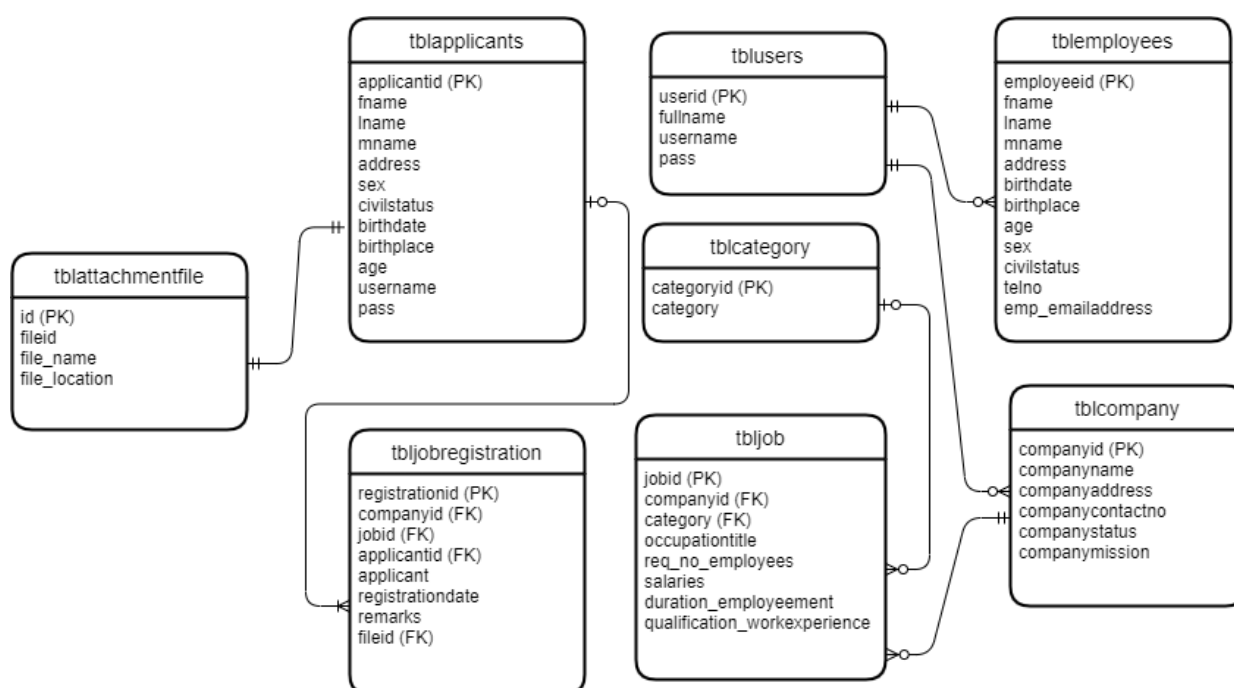 tblapplicants
applicantid (PK)
fname
lname
mname
address
sex
civilstatus
birthdate
birthplace
age
username
pass
tblusers
userid (PK)
fullname
username
pass
tblemployees
employeeid (PK)
fname
lname
mname
address
birthdate
birthplace
age
sex
civilstatus
telno
emp_emailaddress
tblattachmentfile
id (PK)
fileid
file_name
file_location
tblcategory
categoryid (PK)
category
tbljobregistration
registrationid (PK)
companyid (FK)
jobid (FK)
applicantid (FK)
applicant
registrationdate
remarks
fileid (FK)
tbljob
jobid (PK)
companyid (FK)
category (FK)
occupationtitle
req_no_employees
salaries
duration_employeement
qualification_workexperience
tblcompany
companyid (PK)
companyname
companyaddress
companycontactno
companystatus
companymission